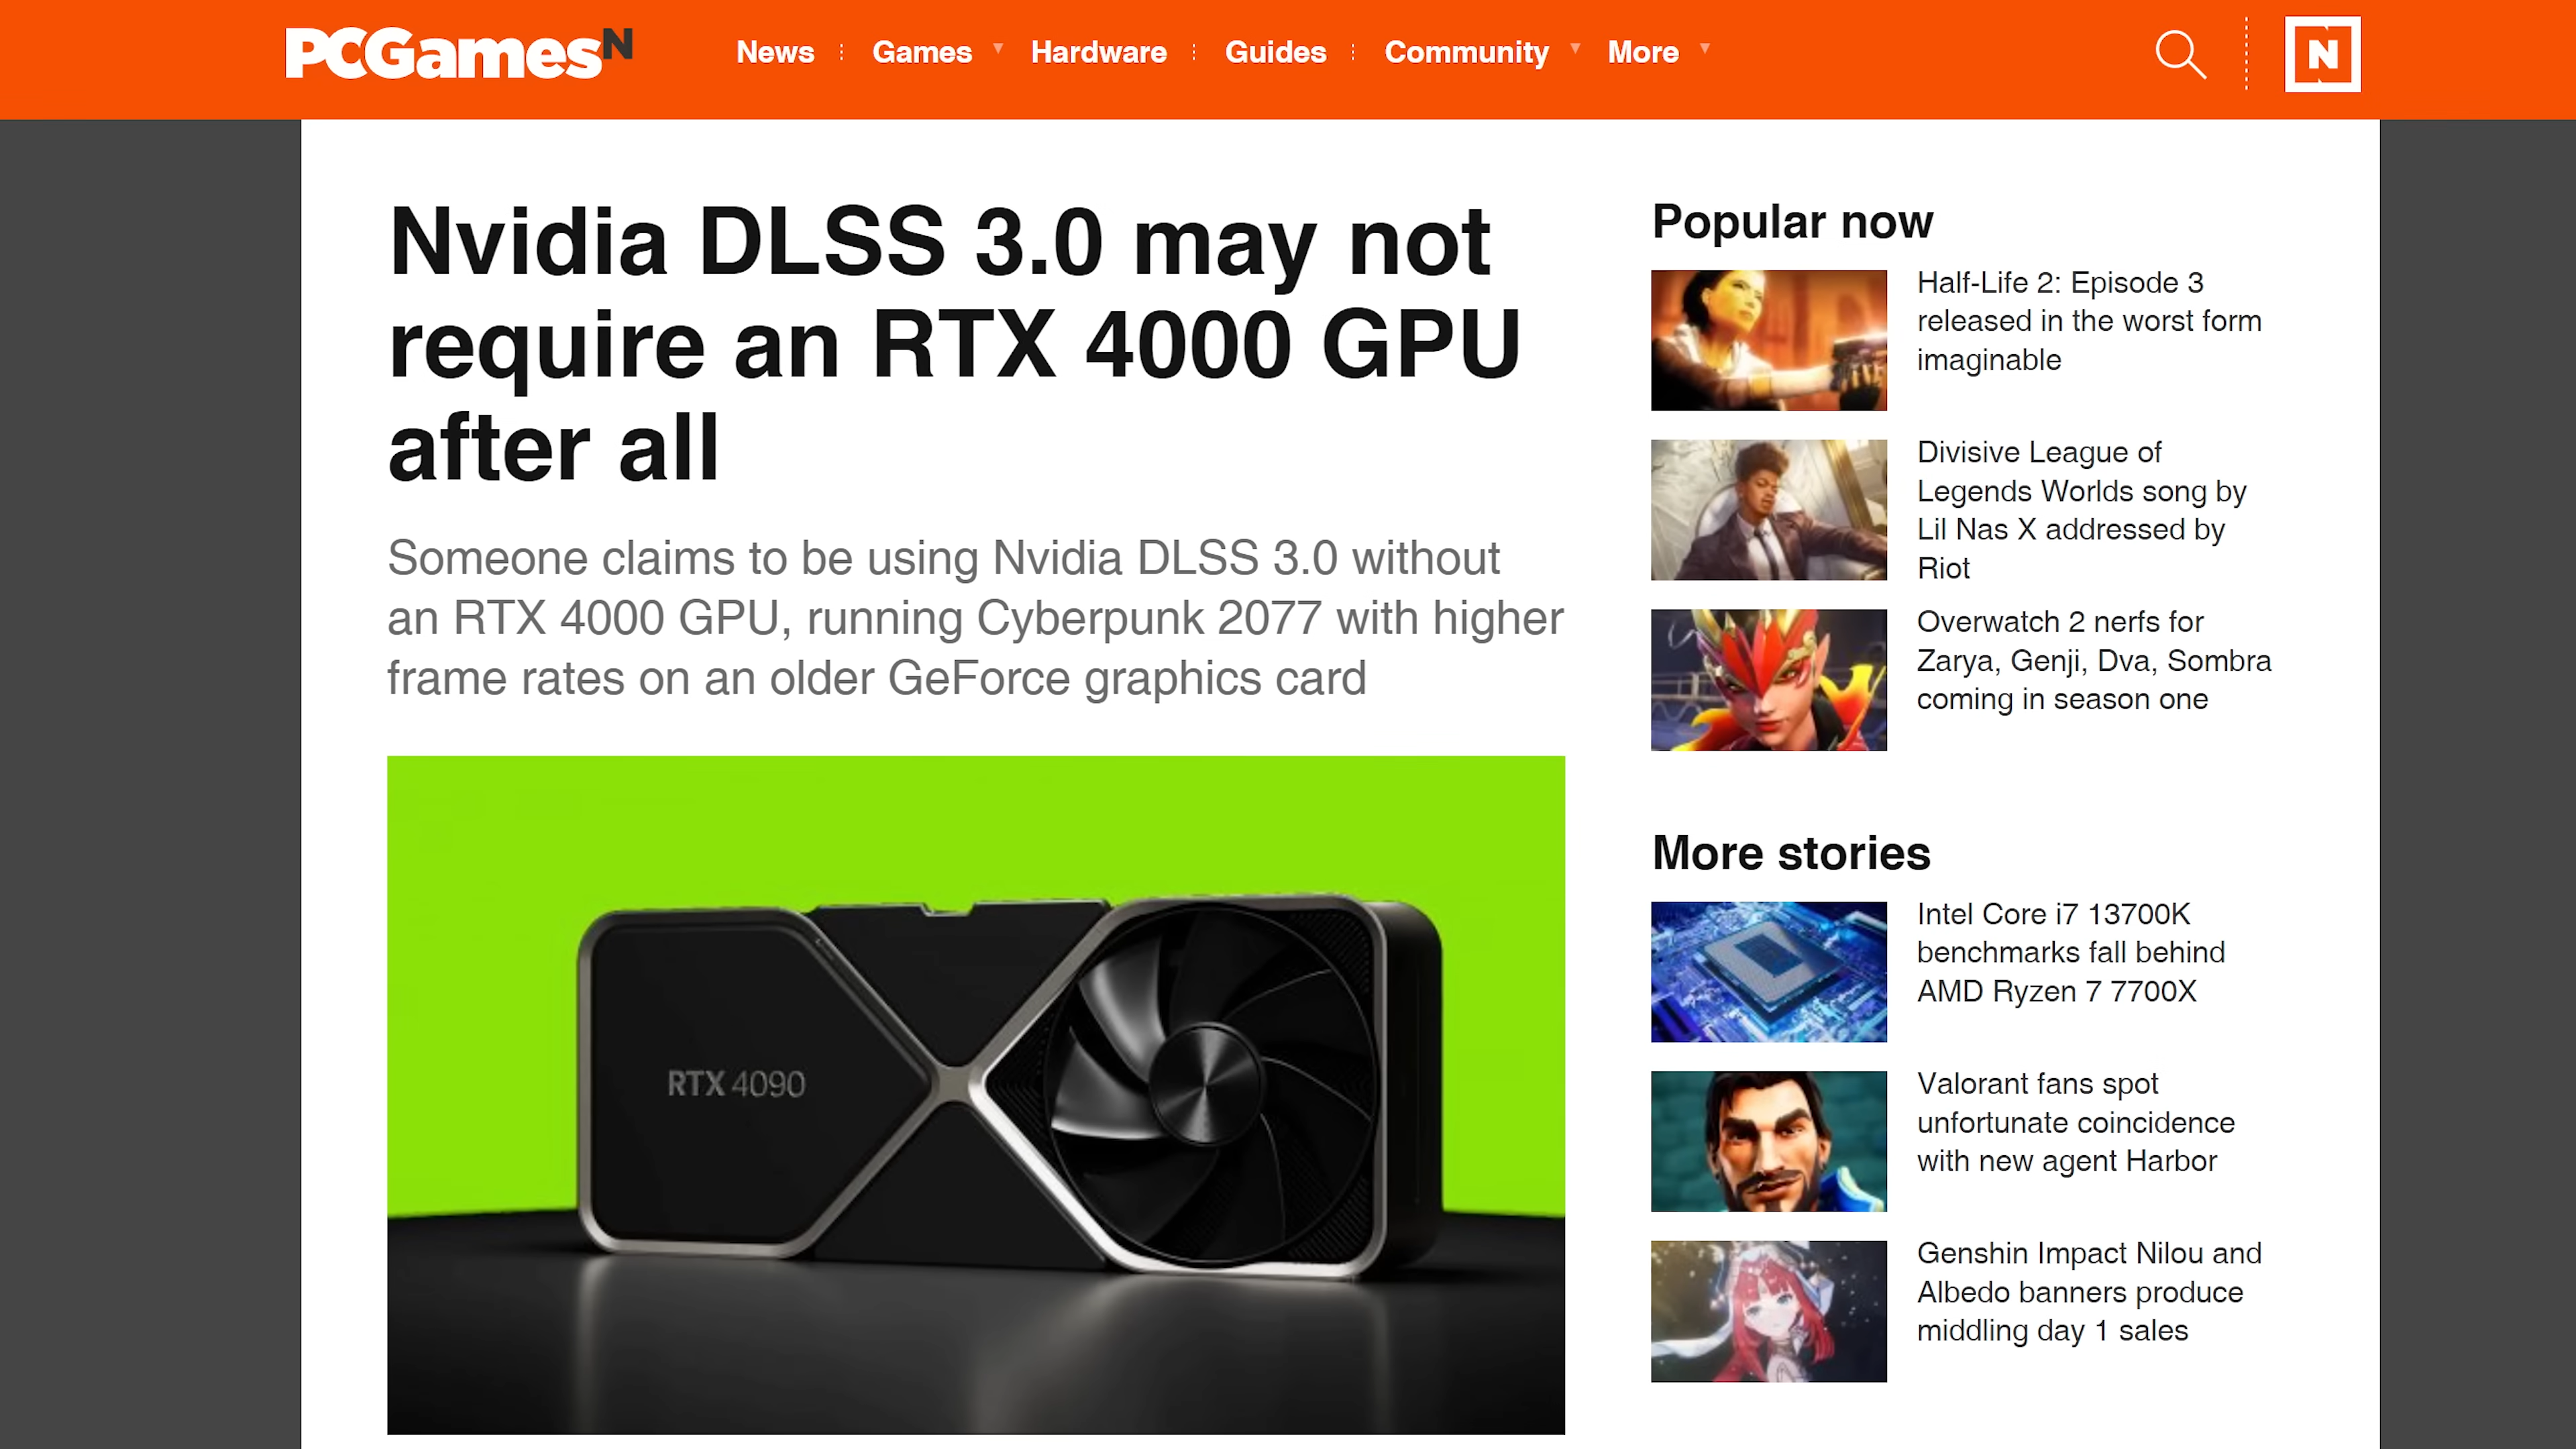 PCGamesN
News
Games
Hardware
Guides
Community
More
N
Nvidia DLSS 3.0 may not
require an RTX 4000 GPU
after all
Someone claims to be using Nvidia DLSS 3.0 without
an RTX 4000 GPU, running Cyberpunk 2077 with higher
frame rates on an older GeForce graphics card
RTX 4090
Popular now
Half-Life 2: Episode 3
released in the worst form
imaginable
Divisive League of
Legends Worlds song by
Lil Nas X addressed by
Riot
Overwatch 2 nerfs for
Zarya, Genji, Dva, Sombra
coming in season one
More stories
Intel Core i7 13700K
benchmarks fall behind
AMD Ryzen 7 7700X
Valorant fans spot
unfortunate coincidence
with new agent Harbor
Genshin Impact Nilou and
Albedo banners produce
middling day 1 sales